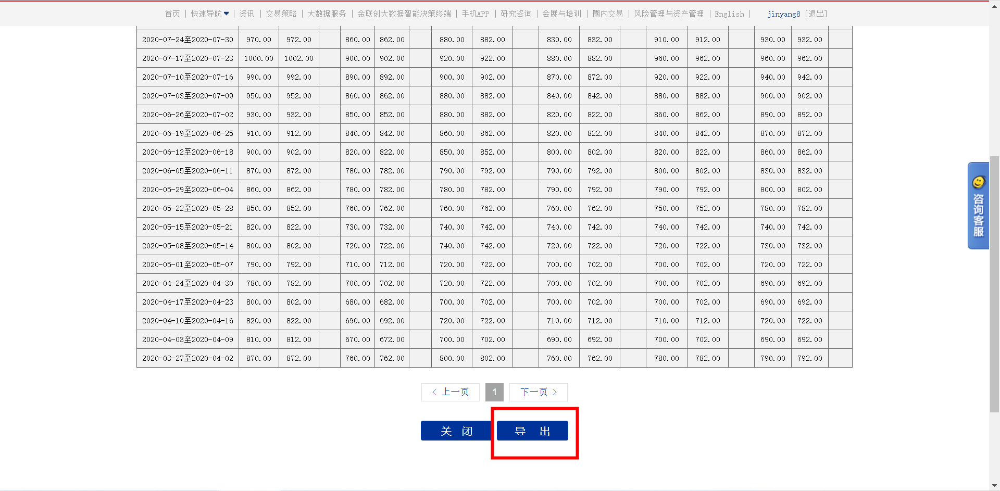 首页 | 快速导航 | 资讯 | 交易策略 | 大数据服务 | 金联创大数据智能决策终端 | 手机APP | 研究咨询 | 会展与培训 | 圈内交易 | 风险管理与资产管理 | English | jinyang8 [退出]
2020-07-24至2020-07-30 970.00 972.00 860.00 862.00 880.00 882.00 830.00 832.00 910.00 912.00 930.00 932.00
2020-07-17至2020-07-23 1000.00 1002.00 900.00 902.00 920.00 922.00 880.00 882.00 960.00 962.00 960.00 962.00
2020-07-10至2020-07-16 990.00 992.00 890.00 892.00 900.00 902.00 870.00 872.00 920.00 922.00 940.00 942.00
2020-07-03至2020-07-09 950.00 952.00 860.00 862.00 880.00 882.00 840.00 842.00 880.00 882.00 900.00 902.00
2020-06-26至2020-07-02 930.00 932.00 850.00 852.00 880.00 882.00 820.00 822.00 860.00 862.00 890.00 892.00
2020-06-19至2020-06-25 910.00 912.00 840.00 842.00 860.00 862.00 820.00 822.00 840.00 842.00 870.00 872.00
2020-06-12至2020-06-18 900.00 902.00 820.00 822.00 850.00 852.00 800.00 802.00 820.00 822.00 860.00 862.00
2020-06-05至2020-06-11 870.00 872.00 780.00 782.00 790.00 792.00 790.00 792.00 800.00 802.00 830.00 832.00
2020-05-29至2020-06-04 860.00 862.00 780.00 782.00 780.00 782.00 790.00 792.00 790.00 792.00 800.00 802.00
2020-05-22至2020-05-28 850.00 852.00 760.00 762.00 760.00 762.00 760.00 762.00 750.00 752.00 780.00 782.00
2020-05-15至2020-05-21 820.00 822.00 730.00 732.00 740.00 742.00 740.00 742.00 740.00 742.00 740.00 742.00
2020-05-08至2020-05-14 800.00 802.00 720.00 722.00 740.00 742.00 720.00 722.00 720.00 722.00 730.00 732.00
2020-05-01至2020-05-07 790.00 792.00 710.00 712.00 720.00 722.00 700.00 702.00 700.00 702.00 720.00 722.00
2020-04-24至2020-04-30 780.00 782.00 700.00 702.00 720.00 722.00 700.00 702.00 700.00 702.00 690.00 692.00
2020-04-17至2020-04-23 800.00 802.00 680.00 682.00 700.00 702.00 700.00 702.00 700.00 702.00 690.00 692.00
2020-04-10至2020-04-16 820.00 822.00 690.00 692.00 720.00 722.00 710.00 712.00 710.00 712.00 720.00 722.00
2020-04-03至2020-04-09 810.00 812.00 670.00 672.00 700.00 702.00 690.00 692.00 700.00 702.00 690.00 692.00
2020-03-27至2020-04-02 870.00 872.00 760.00 762.00 800.00 802.00 760.00 762.00 780.00 782.00 790.00 792.00
咨询客服
< 上一页 1 下一页 >
关 闭 导 出